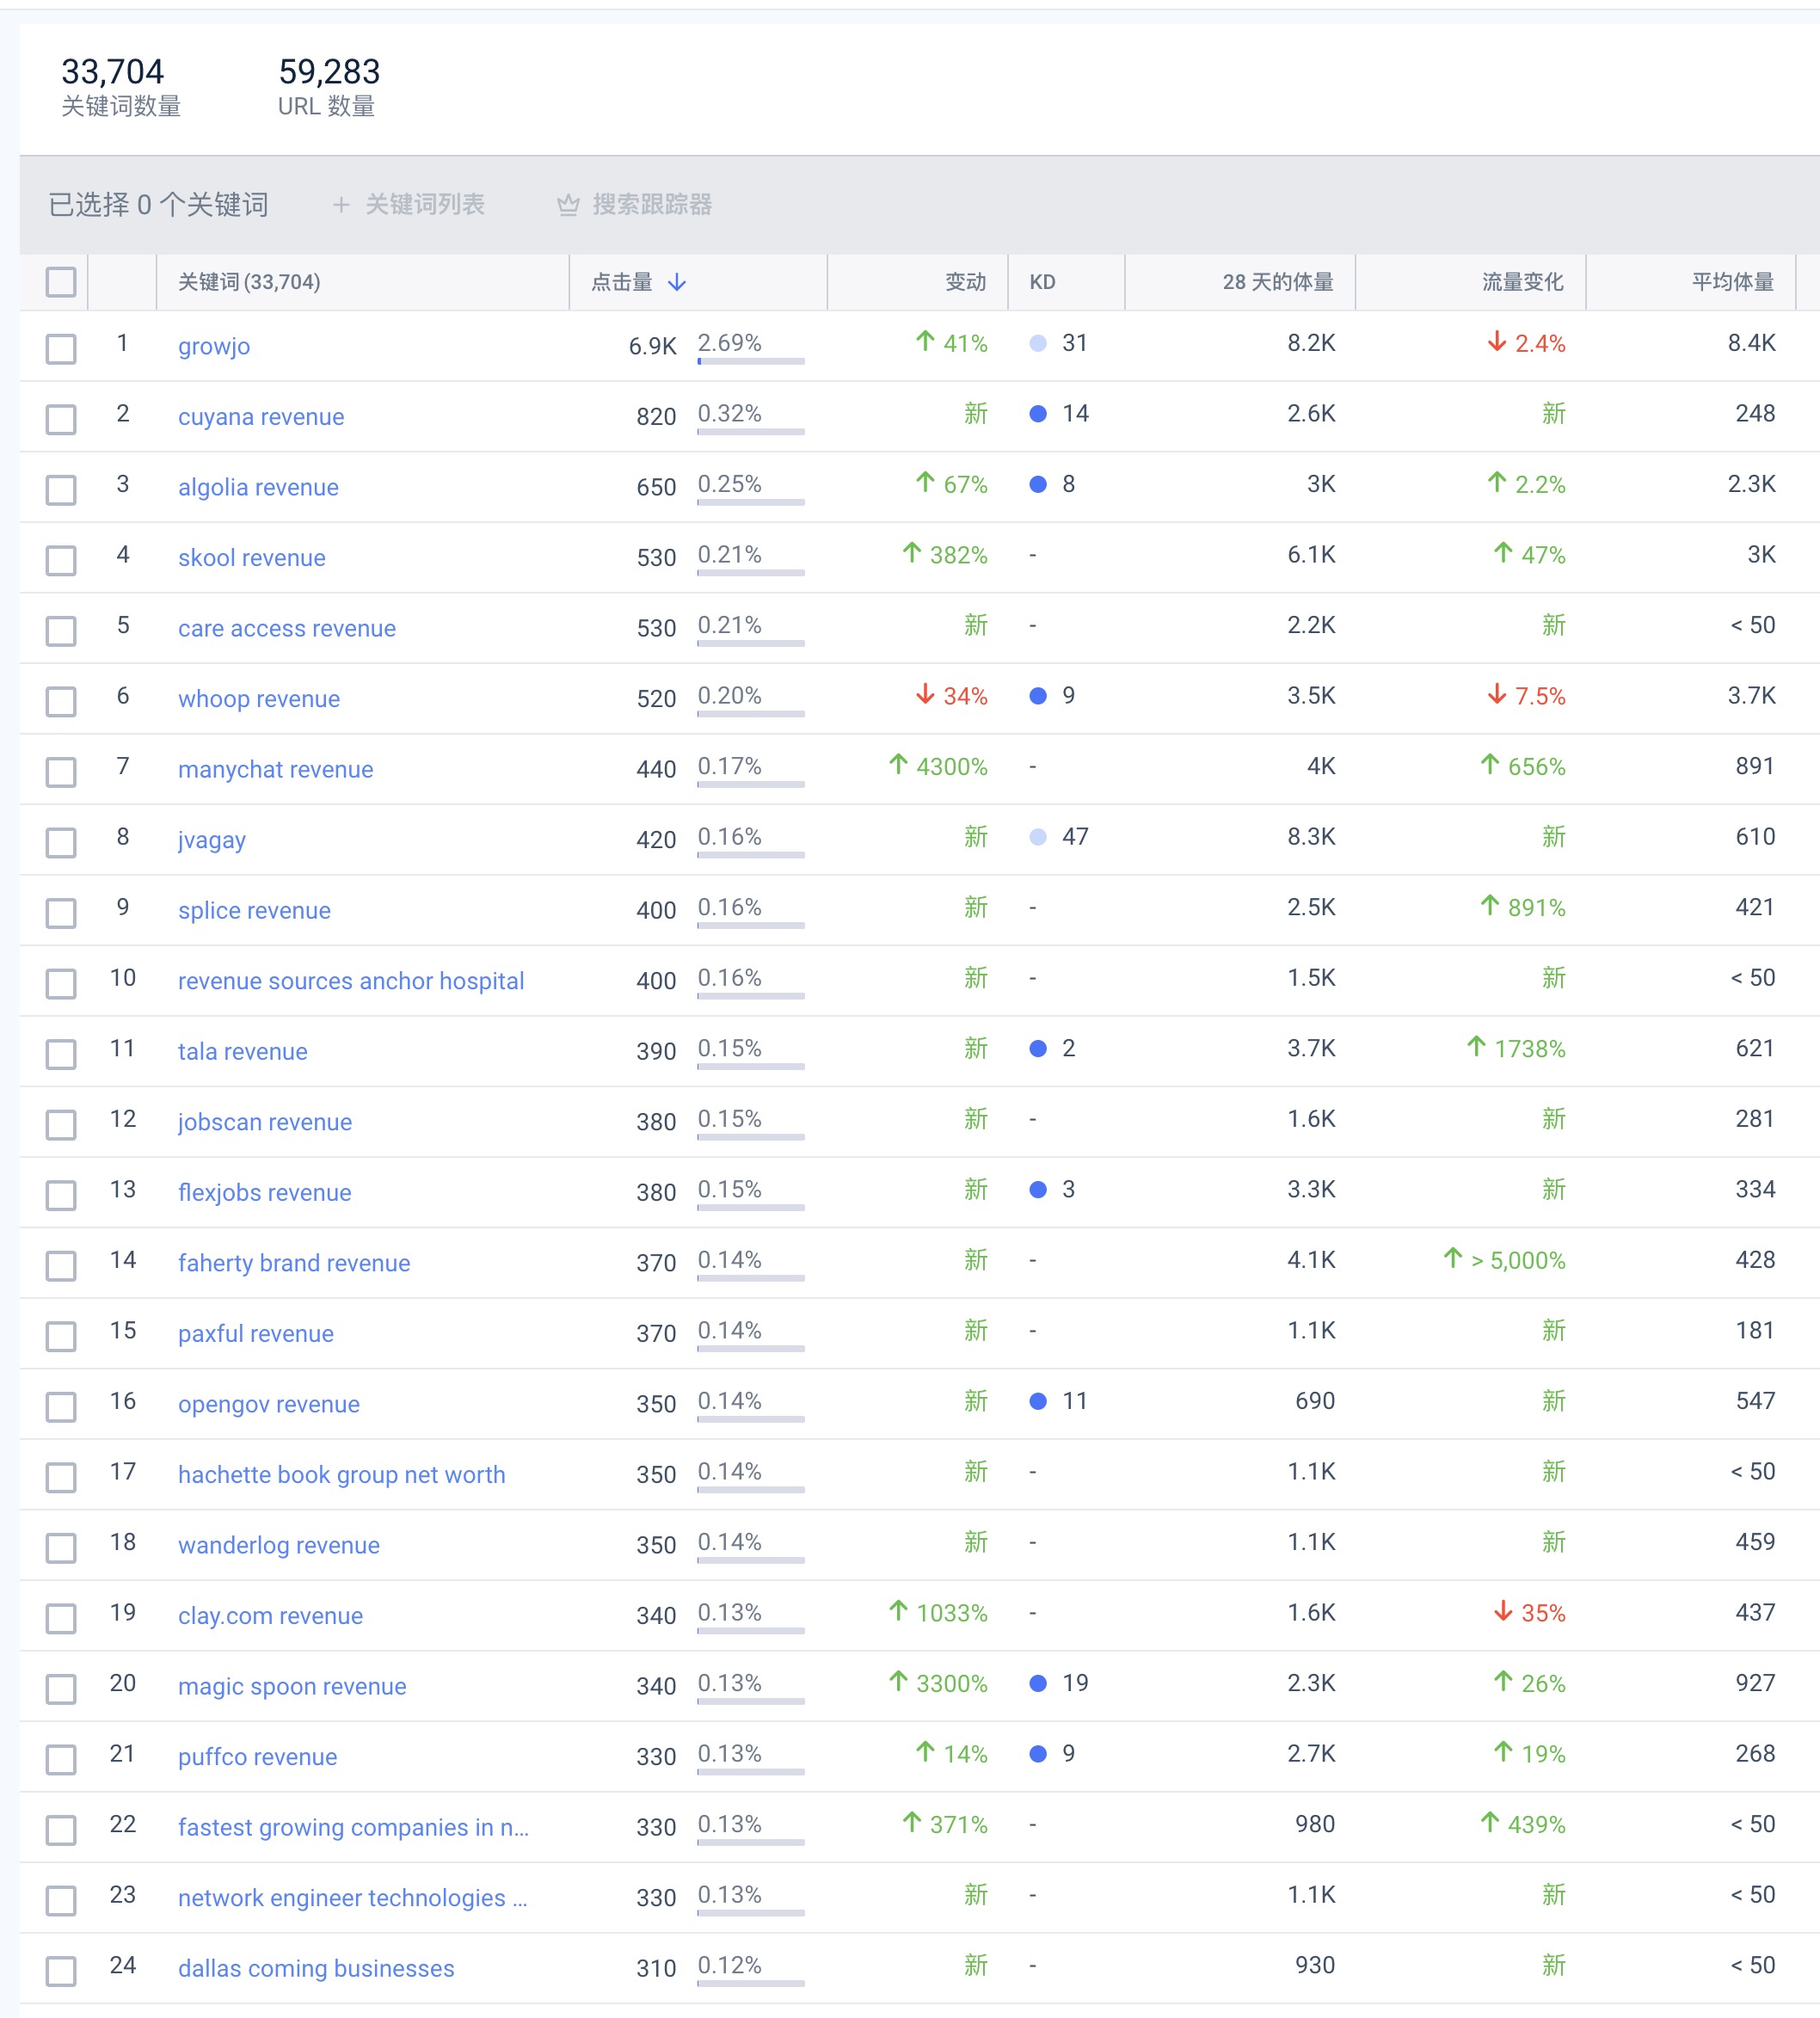 33,704 59,283
关键词数量 URL 数量
已选择 0 个关键词 + 关键词列表 搜索跟踪器
关键词 (33,704) 点击量 ↓ 变动 KD 28 天的体量 流量变化 平均体量
1 growjo 6.9K 2.69% ↑ 41% 31 8.2K ↓ 2.4% 8.4K
2 cuyana revenue 820 0.32% 新 14 2.6K 新 248
3 algolia revenue 650 0.25% ↑ 67% 8 3K ↑ 2.2% 2.3K
4 skool revenue 530 0.21% ↑ 382% - 6.1K ↑ 47% 3K
5 care access revenue 530 0.21% 新 - 2.2K 新 < 50
6 whoop revenue 520 0.20% ↓ 34% 9 3.5K ↓ 7.5% 3.7K
7 manychat revenue 440 0.17% ↑ 4300% - 4K ↑ 656% 891
8 jvagay 420 0.16% 新 47 8.3K 新 610
9 splice revenue 400 0.16% 新 - 2.5K ↑ 891% 421
10 revenue sources anchor hospital 400 0.16% 新 - 1.5K 新 < 50
11 tala revenue 390 0.15% 新 2 3.7K ↑ 1738% 621
12 jobscan revenue 380 0.15% 新 - 1.6K 新 281
13 flexjobs revenue 380 0.15% 新 3 3.3K 新 334
14 faherty brand revenue 370 0.14% 新 - 4.1K ↑ > 5,000% 428
15 paxful revenue 370 0.14% 新 - 1.1K 新 181
16 opengov revenue 350 0.14% 新 11 690 新 547
17 hachette book group net worth 350 0.14% 新 - 1.1K 新 < 50
18 wanderlog revenue 350 0.14% 新 - 1.1K 新 459
19 clay.com revenue 340 0.13% ↑ 1033% - 1.6K ↓ 35% 437
20 magic spoon revenue 340 0.13% ↑ 3300% 19 2.3K ↑ 26% 927
21 puffco revenue 330 0.13% ↑ 14% 9 2.7K ↑ 19% 268
22 fastest growing companies in n... 330 0.13% ↑ 371% - 980 ↑ 439% < 50
23 network engineer technologies ... 330 0.13% 新 - 1.1K 新 < 50
24 dallas coming businesses 310 0.12% 新 - 930 新 < 50